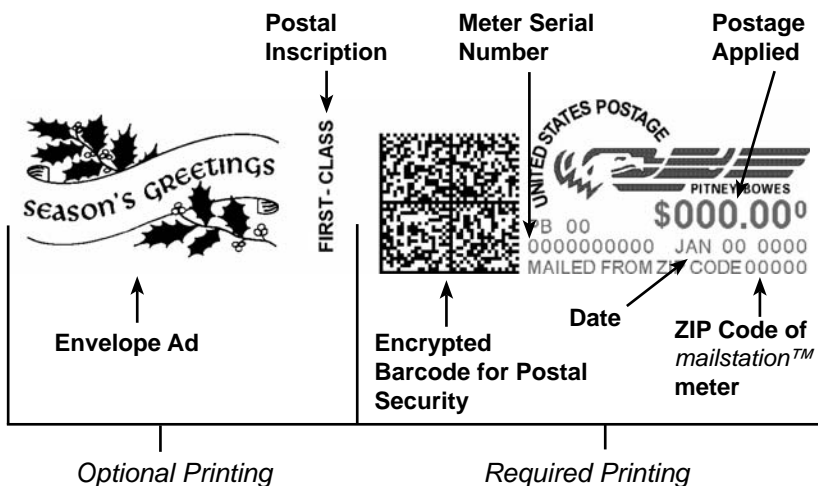 Postal
Inscription
Meter Serial
Number
Postage
Applied
SEASON'S GREETINGS
FIRST-CLASS
UNITED STATES POSTAGE
PITNEY BOWES
$000.00⁰
PB 00
0000000000 JAN 00 0000
MAILED FROM ZIP CODE 00000
Envelope Ad
Encrypted
Barcode for Postal
Security
Date
ZIP Code of
mailstation™
meter
Optional Printing
Required Printing